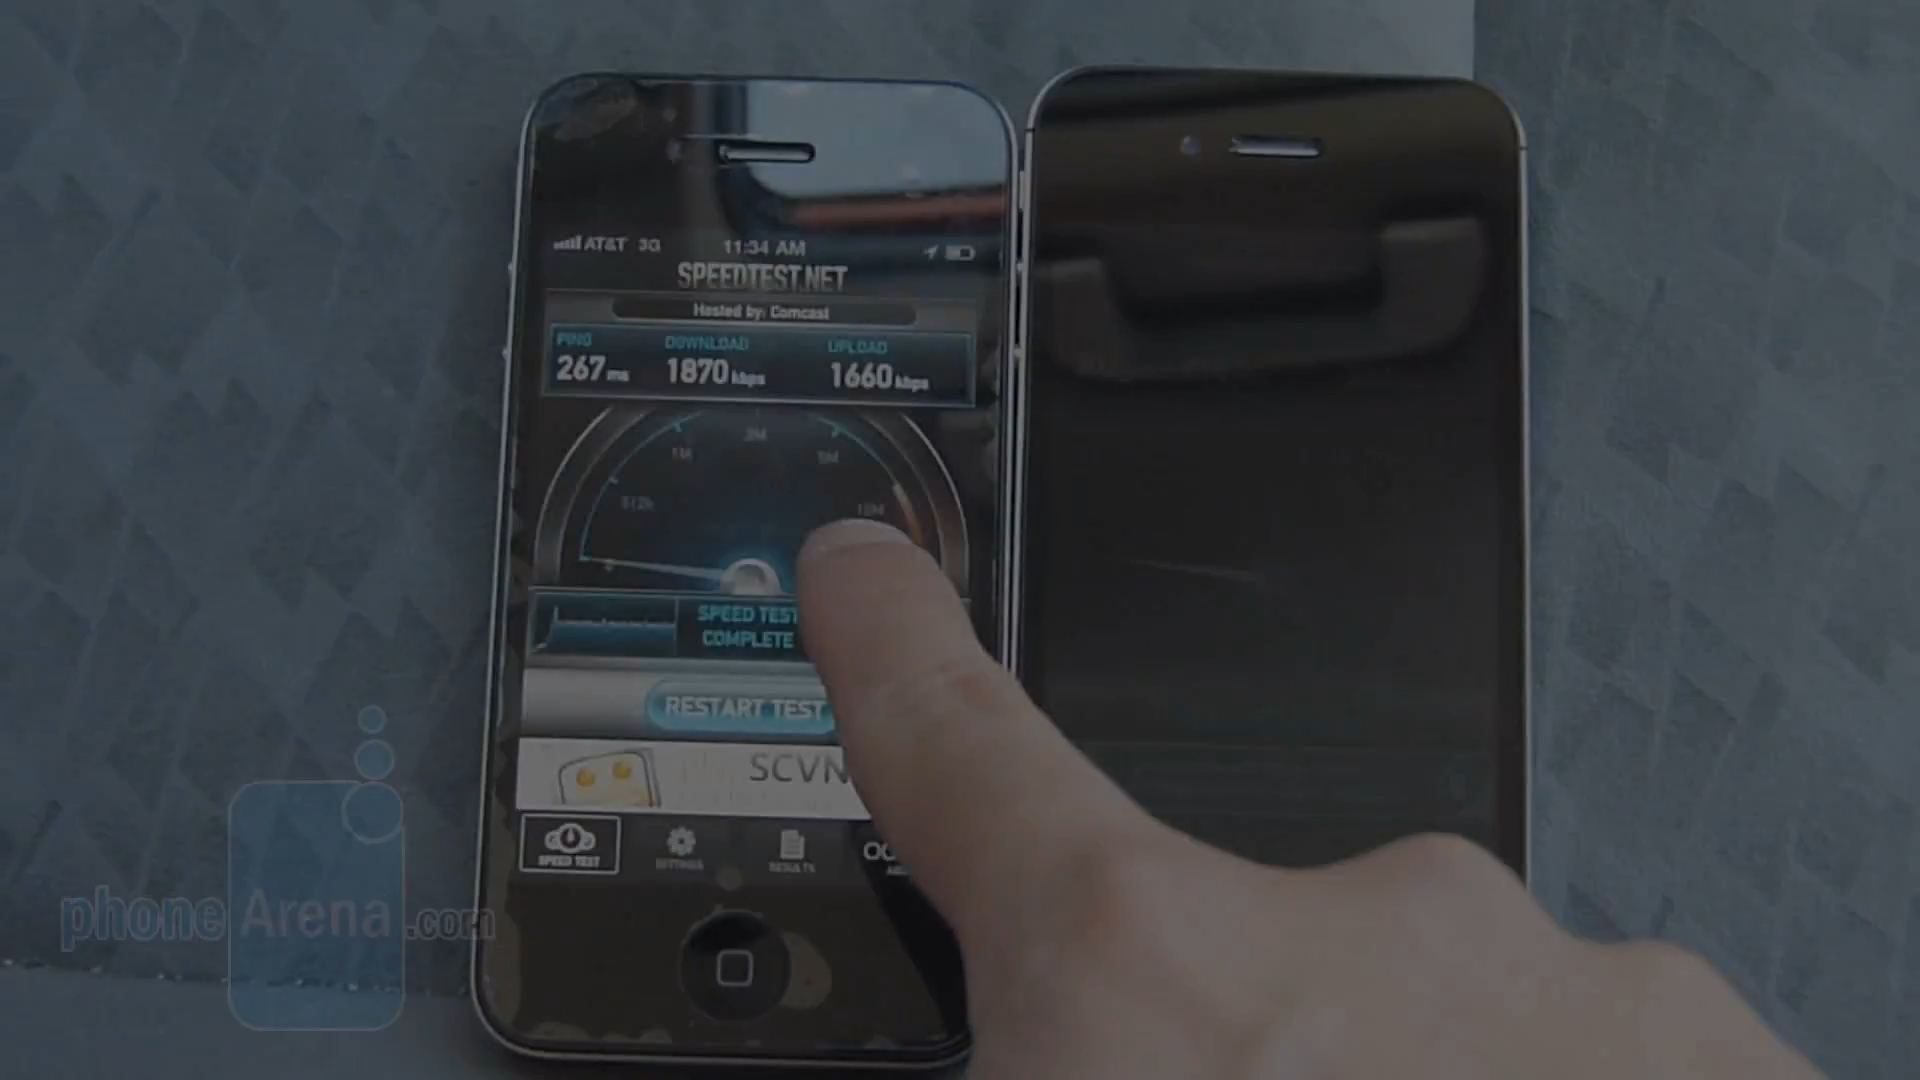 AT&T 3G 11:34 AM
SPEEDTEST.NET
Hosted by: Comcast
PING DOWNLOAD UPLOAD
267 ms 1870 kbps 1660 kbps
3M
1M 5M
512k 10M
SPEED TEST
COMPLETE
RESTART TEST
SCVN
SPEED TEST SETTINGS RESULTS
phoneArena.com